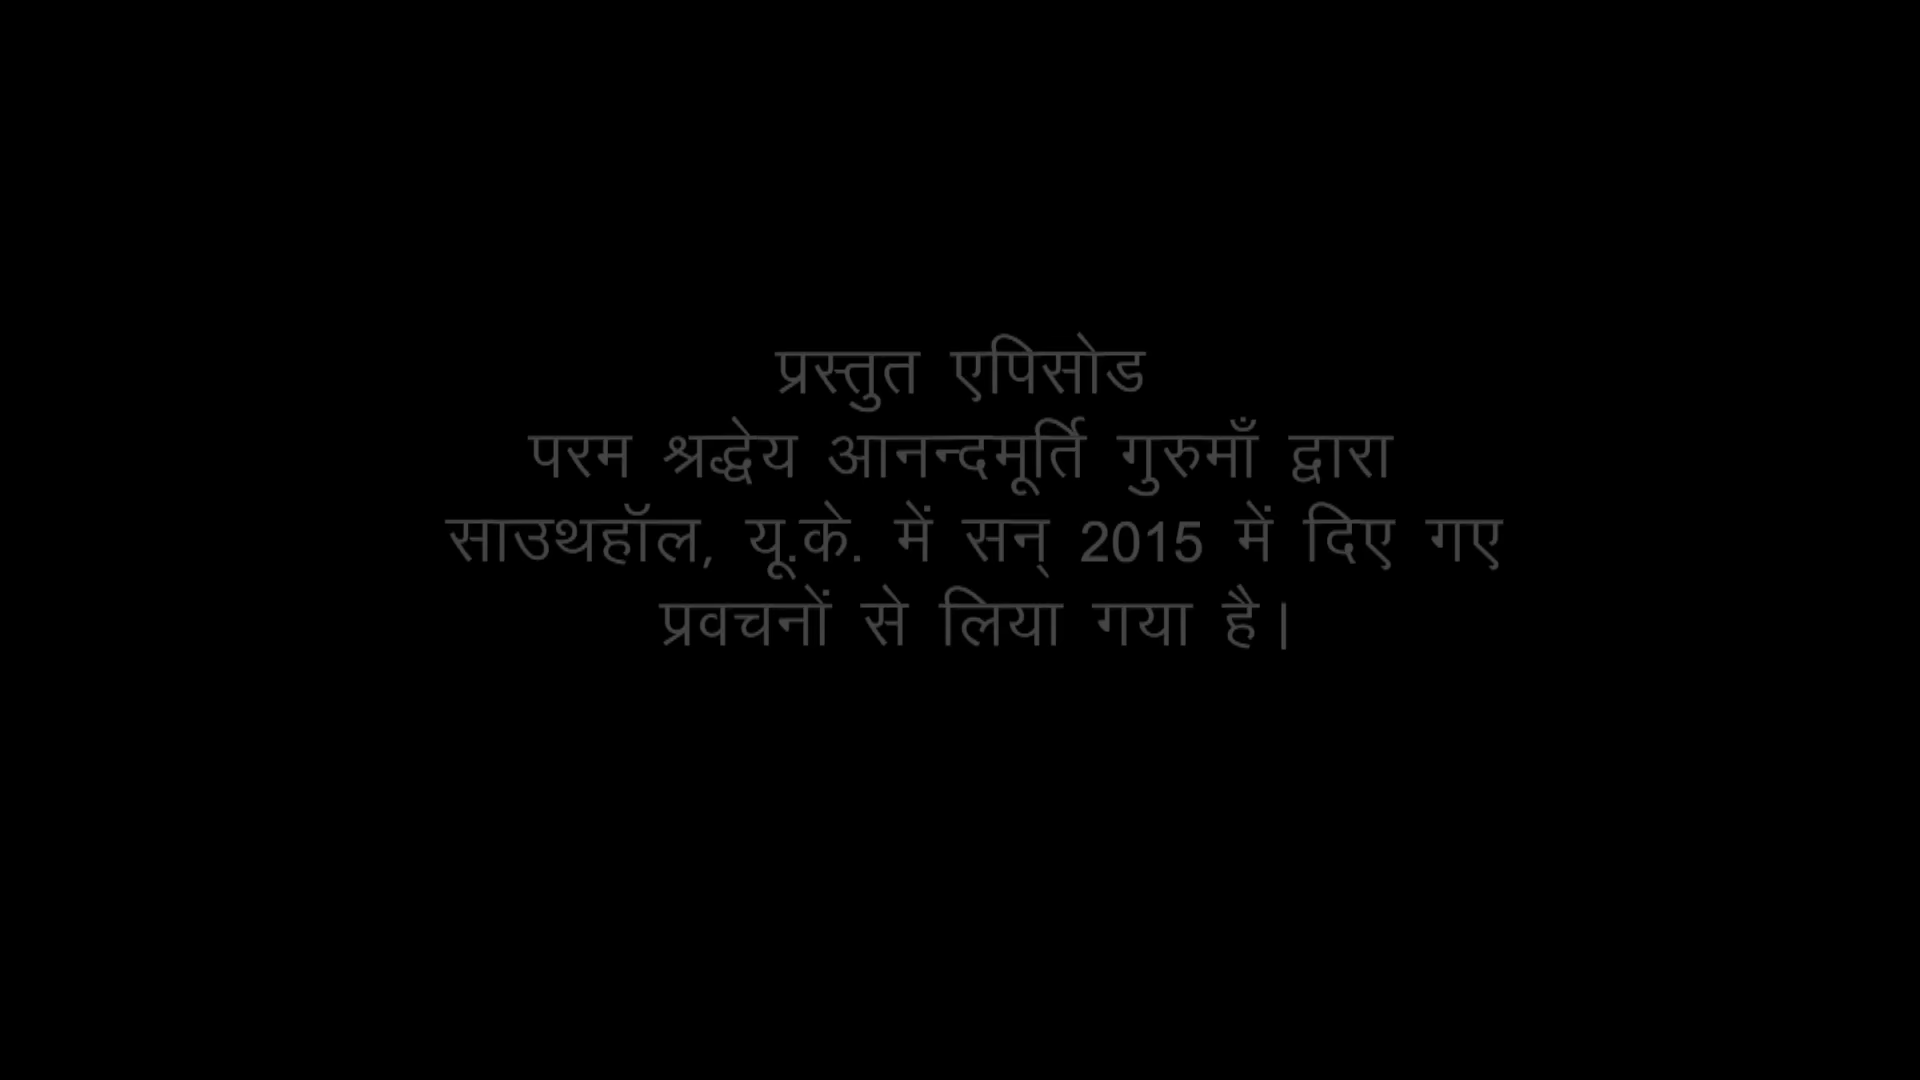 प्रस्तुत एपिसोड
परम श्रद्धेय आनन्दमूर्ति गुरुमाँ द्वारा
साउथहॉल, यू.के. में सन् 2015 में दिए गए
प्रवचनों से लिया गया है।